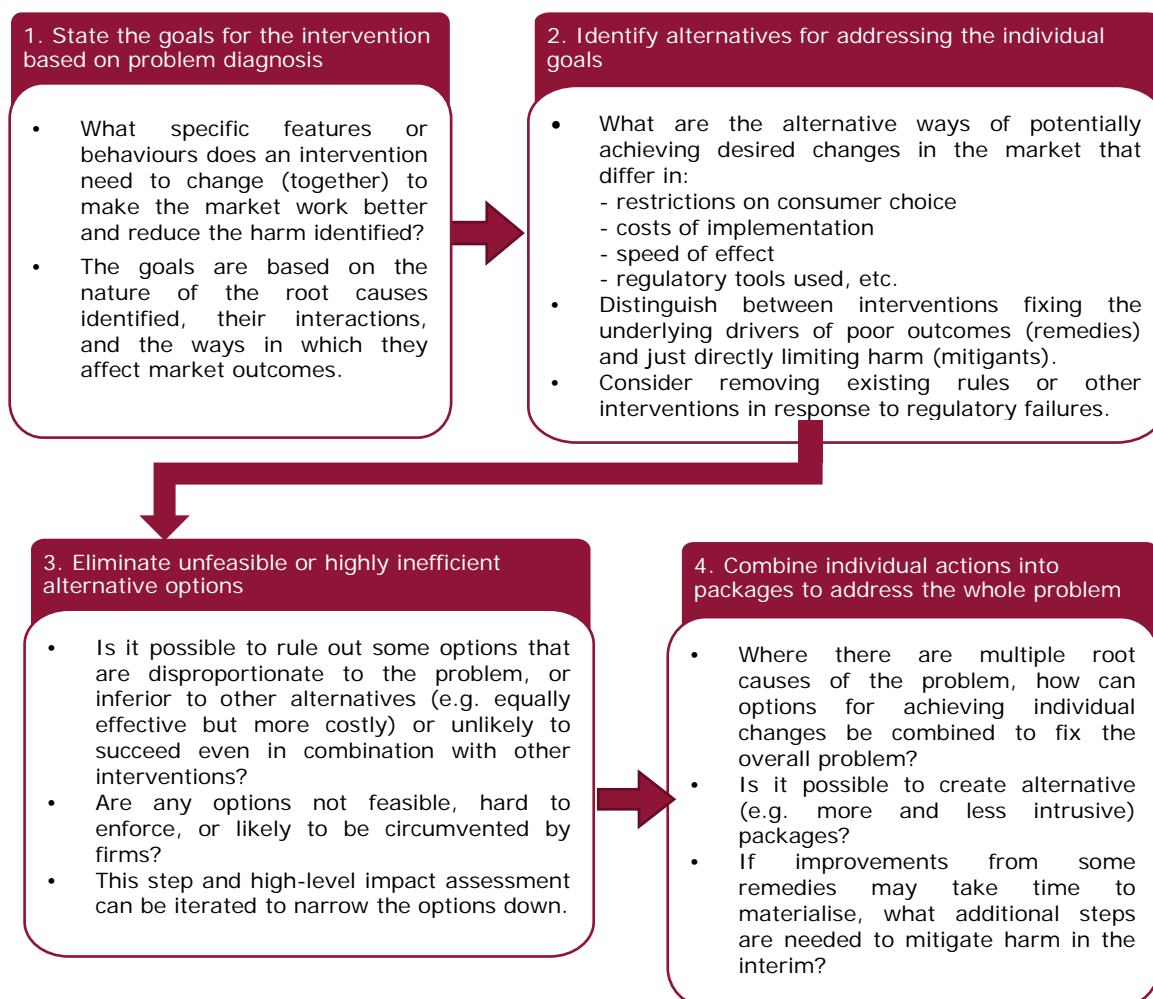 1. State the goals for the intervention
based on problem diagnosis
• What specific features or
behaviours does an intervention
need to change (together) to
make the market work better
and reduce the harm identified?
• The goals are based on the
nature of the root causes
identified, their interactions,
and the ways in which they
affect market outcomes.
2. Identify alternatives for addressing the individual
goals
• What are the alternative ways of potentially
achieving desired changes in the market that
differ in:
- restrictions on consumer choice
- costs of implementation
- speed of effect
- regulatory tools used, etc.
• Distinguish between interventions fixing the
underlying drivers of poor outcomes (remedies)
and just directly limiting harm (mitigants).
• Consider removing existing rules or other
interventions in response to regulatory failures.
3. Eliminate unfeasible or highly inefficient
alternative options
• Is it possible to rule out some options that
are disproportionate to the problem, or
inferior to other alternatives (e.g. equally
effective but more costly) or unlikely to
succeed even in combination with other
interventions?
• Are any options not feasible, hard to
enforce, or likely to be circumvented by
firms?
• This step and high-level impact assessment
can be iterated to narrow the options down.
4. Combine individual actions into
packages to address the whole problem
• Where there are multiple root
causes of the problem, how can
options for achieving individual
changes be combined to fix the
overall problem?
• Is it possible to create alternative
(e.g. more and less intrusive)
packages?
• If improvements from some
remedies may take time to
materialise, what additional steps
are needed to mitigate harm in the
interim?